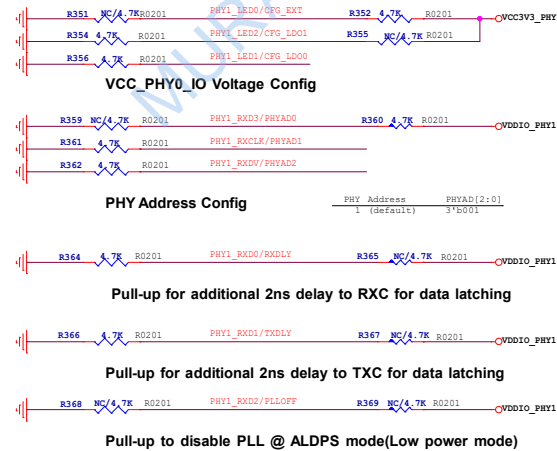 R351 NC/4.7K R0201 PHY1_LED0/CFG_EXT R352 4.7K R0201 VCC3V3_PHY
R354 4.7K R0201 PHY1_LED2/CFG_LDO1 R355 NC/4.7K R0201
R356 4.7K R0201 PHY1_LED1/CFG_LDO0
VCC_PHY0_IO Voltage Config
R359 NC/4.7K R0201 PHY1_RXD3/PHYAD0 R360 4.7K R0201 VDDIO_PHY1
R361 4.7K R0201 PHY1_RXCLK/PHYAD1
R362 4.7K R0201 PHY1_RXDV/PHYAD2
PHY Address Config
PHY Address PHYAD[2:0]
1 (default) 3'b001
R364 4.7K R0201 PHY1_RXD0/RXDLY R365 NC/4.7K R0201 VDDIO_PHY1
Pull-up for additional 2ns delay to RXC for data latching
R366 4.7K R0201 PHY1_RXD1/TXDLY R367 NC/4.7K R0201 VDDIO_PHY1
Pull-up for additional 2ns delay to TXC for data latching
R368 NC/4.7K R0201 PHY1_RXD2/PLLOFF R369 NC/4.7K R0201 VDDIO_PHY1
Pull-up to disable PLL @ ALDPS mode(Low power mode)